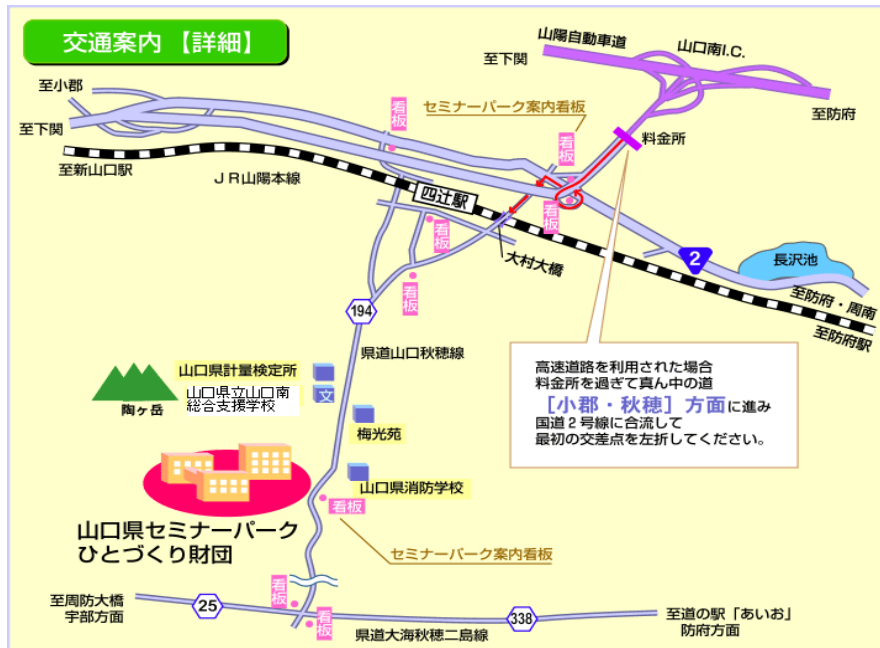 交通案内【詳細】
山陽自動車道
山口南I.C.
至下関
至防府
至小郡
至下関
看板
セミナーパーク案内看板
看板
料金所
至新山口駅
JR山陽本線
四辻駅
看板
看板
大村大橋
2
長沢池
至防府・周南
至防府駅
看板
194
県道山口秋穂線
高速道路を利用された場合
料金所を過ぎて真ん中の道
［小郡・秋穂］方面に進み
国道2号線に合流して
最初の交差点を左折してください。
山口県計量検定所
山口県立山口南
総合支援学校
文
陶ヶ岳
梅光苑
山口県消防学校
看板
山口県セミナーパーク
ひとづくり財団
セミナーパーク案内看板
至周防大橋
宇部方面
25
看板
看板
県道大海秋穂二島線
338
至道の駅「あいお」
防府方面